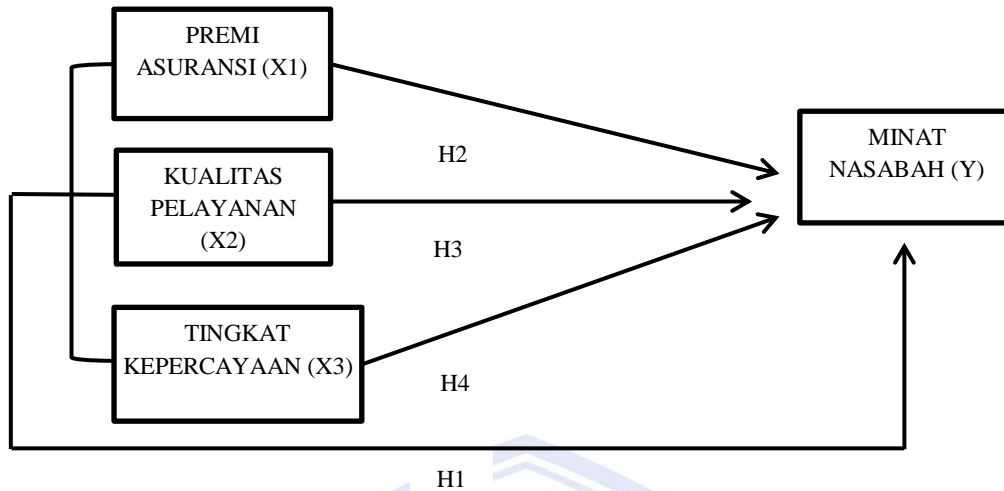 PREMI
ASURANSI (X1)
MINAT
NASABAH (Y)
H2
KUALITAS
PELAYANAN
(X2)
H3
TINGKAT
KEPERCAYAAN (X3)
H4
H1